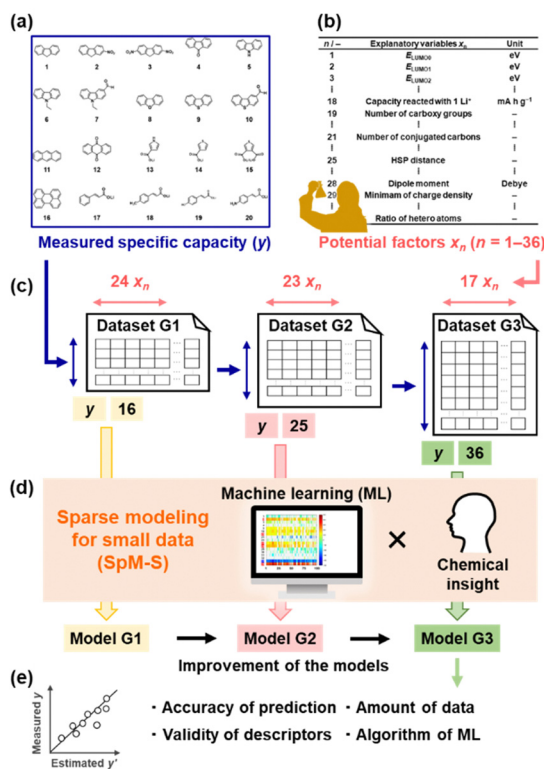 (a)
1 2 3 4 5
6 7 8 9 10
11 12 13 14 15
16 17 18 19 20
Measured specific capacity (y)
(b)
n / – Explanatory variables xn Unit
1 ELUMO0 eV
2 ELUMO1 eV
3 ELUMO2 eV
18 Capacity reacted with 1 Li+ mA h g−1
19 Number of carboxy groups –
21 Number of conjugated carbons –
25 HSP distance –
28 Dipole moment Debye
29 Minimam of charge density –
Ratio of hetero atoms –
Potential factors xn (n = 1–36)
(c)
24 xn 23 xn 17 xn
Dataset G1 Dataset G2 Dataset G3
y 16
y 25
y 36
(d)
Machine learning (ML)
Sparse modeling
for small data
(SpM-S)
×
Chemical
insight
Model G1 Model G2 Model G3
Improvement of the models
(e)
Measured y
Estimated y'
・Accuracy of prediction ・Amount of data
・Validity of descriptors ・Algorithm of ML